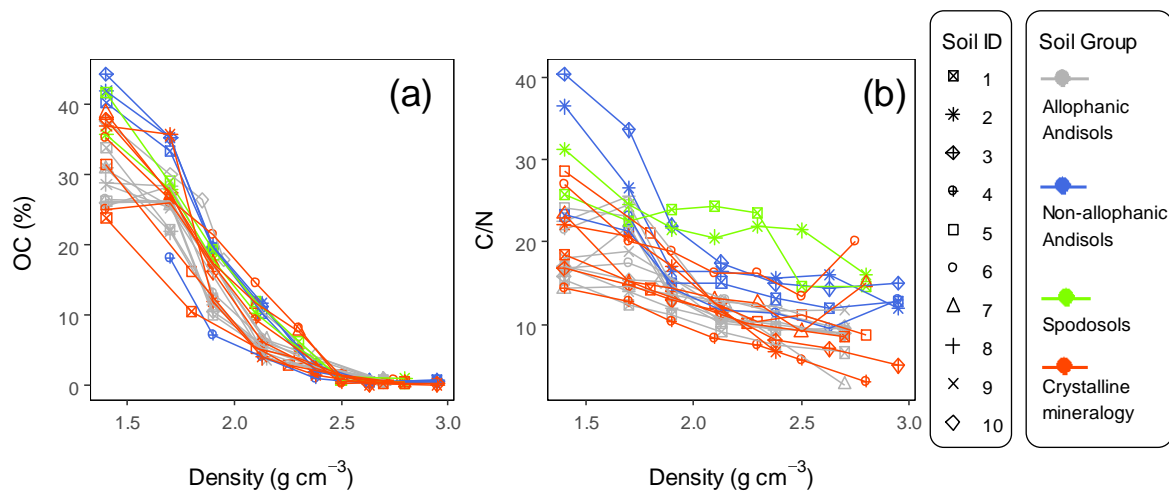 (a)
OC (%)
40
30
20
10
0
1.5
2.0
2.5
3.0
Density (g cm⁻³)
(b)
C/N
40
30
20
10
1.5
2.0
2.5
3.0
Density (g cm⁻³)
Soil ID
1
2
3
4
5
6
7
8
9
10
Soil Group
Allophanic
Andisols
Non-allophanic
Andisols
Spodosols
Crystalline
mineralogy